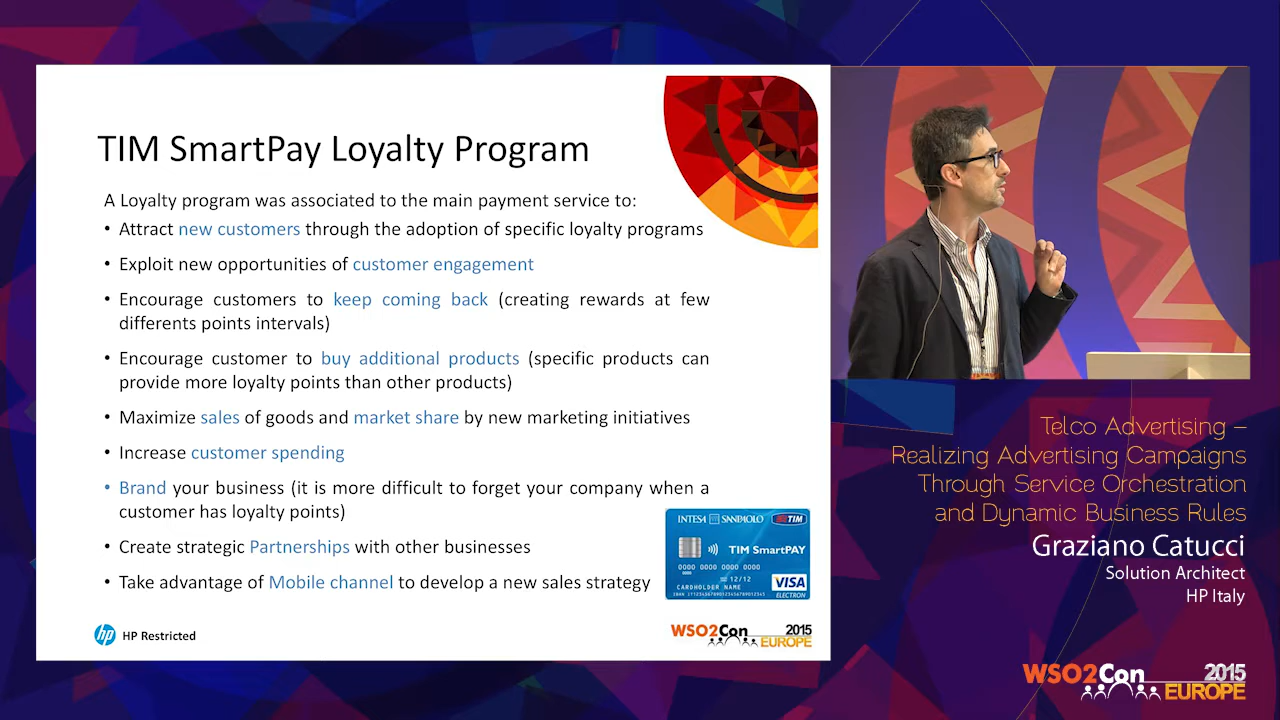 TIM SmartPay Loyalty Program
A Loyalty program was associated to the main payment service to:
• Attract new customers through the adoption of specific loyalty programs
• Exploit new opportunities of customer engagement
• Encourage customers to keep coming back (creating rewards at few
differents points intervals)
• Encourage customer to buy additional products (specific products can
provide more loyalty points than other products)
• Maximize sales of goods and market share by new marketing initiatives
• Increase customer spending
• Brand your business (it is more difficult to forget your company when a
customer has loyalty points)
• Create strategic Partnerships with other businesses
• Take advantage of Mobile channel to develop a new sales strategy
INTESA SANPAOLO TIM
TIM SmartPAY
0000 0000 0000 0000
0000
12/12
CARDHOLDER NAME
VISA
ELECTRON
hp HP Restricted
WSO2Con 2015
EUROPE
Telco Advertising –
Realizing Advertising Campaigns
Through Service Orchestration
and Dynamic Business Rules
Graziano Catucci
Solution Architect
HP Italy
WSO2Con 2015
EUROPE